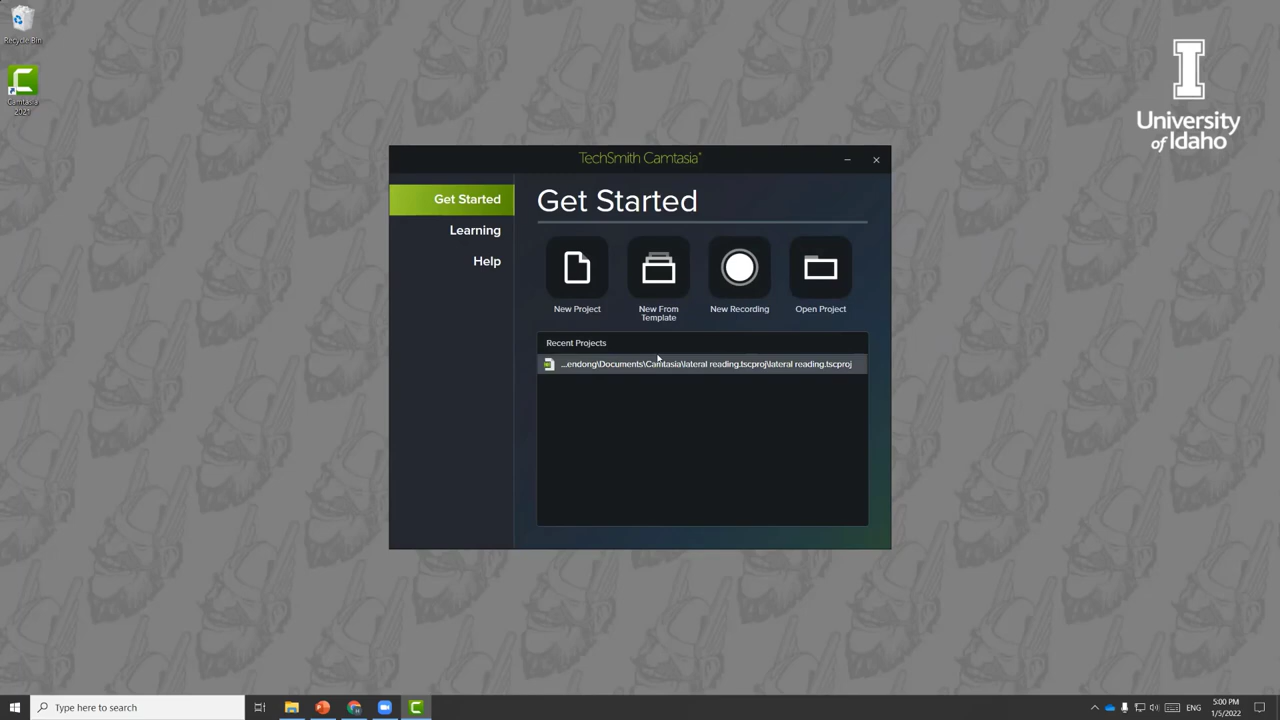 Recycle Bin
Camtasia
2021
University
of Idaho
TechSmith Camtasia®
Get Started
Learning
Help
Get Started
New Project
New From
Template
New Recording
Open Project
Recent Projects
...endong\Documents\Camtasia\lateral reading.tscproj\lateral reading.tscproj
Type here to search
ENG
5:00 PM
1/5/2022